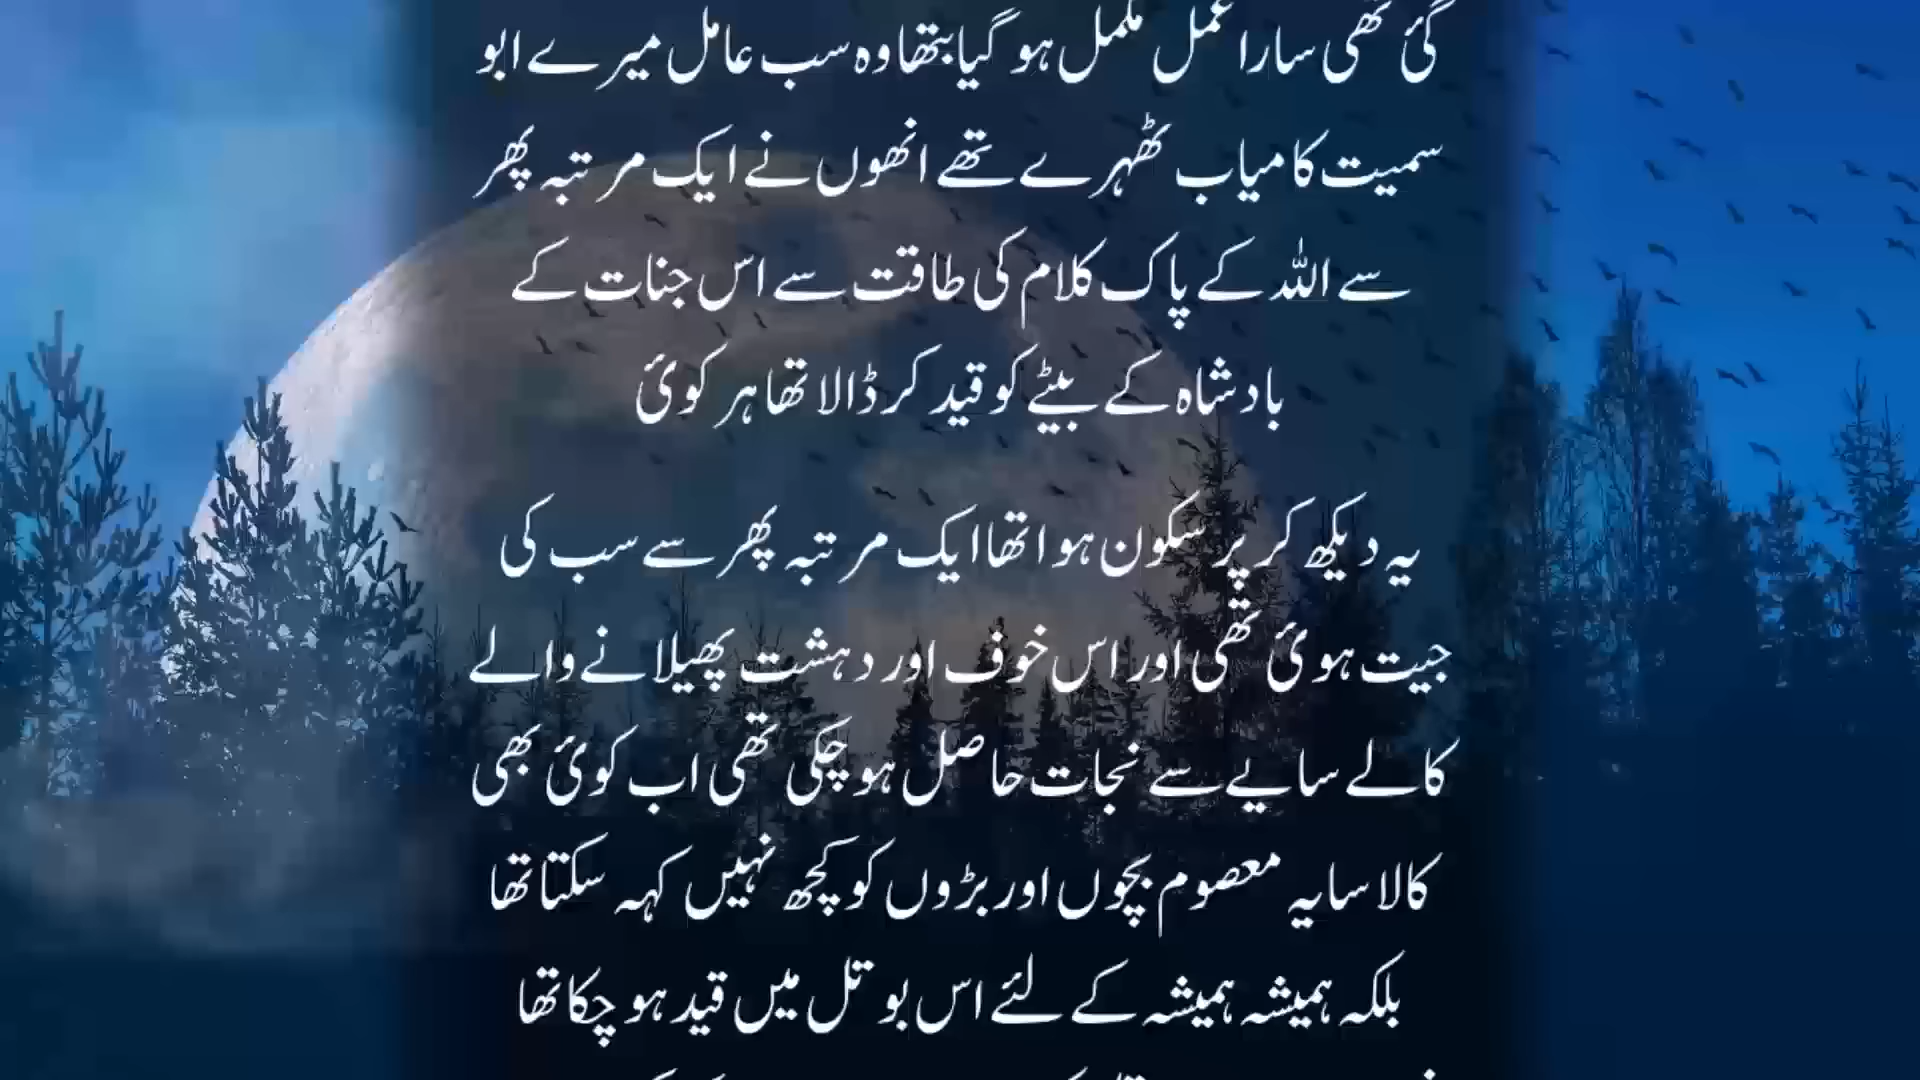 گئ تھی سارا عمل مکمل ہو گیا بتھا وہ سب عامل میرے ابو
سمیت کامیاب ٹھہرے تھے انھوں نے ایک مرتبہ پھر
سے اللہ کے پاک کلام کی طاقت سے اس جنات کے
بادشاہ کے بیٹے کو قید کر ڈالا تھا ہر کوئ
یہ دیکھ کر پر سکون ہوا تھا ایک مرتبہ پھر سے سب کی
جیت ہوئ تھی اور اس خوف اور دہشت پھیلانے والے
کالے سایے سے نجات حاصل ہو چکی تھی اب کوئ بھی
کالا سایہ معصوم بچوں اور بڑوں کو کچھ نہیں کہہ سکتا تھا
بلکہ ہمیشہ ہمیشہ کے لئے اس بوتل میں قید ہو چکا تھا